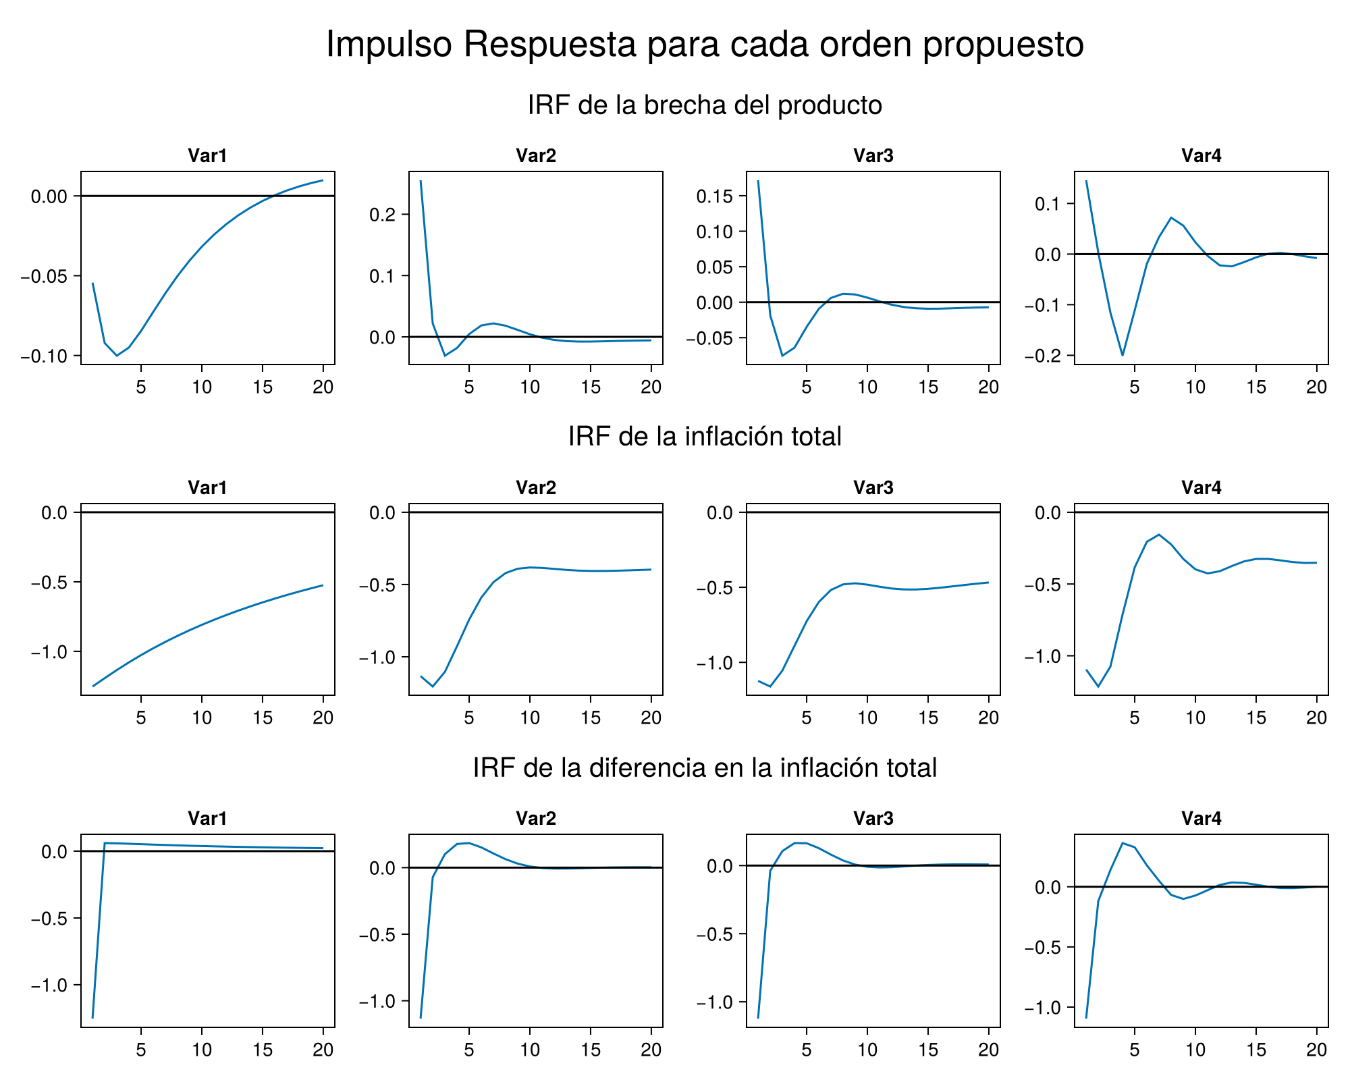 Impulso Respuesta para cada orden propuesto
IRF de la brecha del producto
Var1 Var2 Var3 Var4
0.00 −0.05 −0.10 5 10 15 20
0.2 0.1 0.0 5 10 15 20
0.15 0.10 0.05 0.00 −0.05 5 10 15 20
0.1 0.0 −0.1 −0.2 5 10 15 20
IRF de la inflación total
Var1 Var2 Var3 Var4
0.0 −0.5 −1.0 5 10 15 20
0.0 −0.5 −1.0 5 10 15 20
0.0 −0.5 −1.0 5 10 15 20
0.0 −0.5 −1.0 5 10 15 20
IRF de la diferencia en la inflación total
Var1 Var2 Var3 Var4
0.0 −0.5 −1.0 5 10 15 20
0.0 −0.5 −1.0 5 10 15 20
0.0 −0.5 −1.0 5 10 15 20
0.0 −0.5 −1.0 5 10 15 20